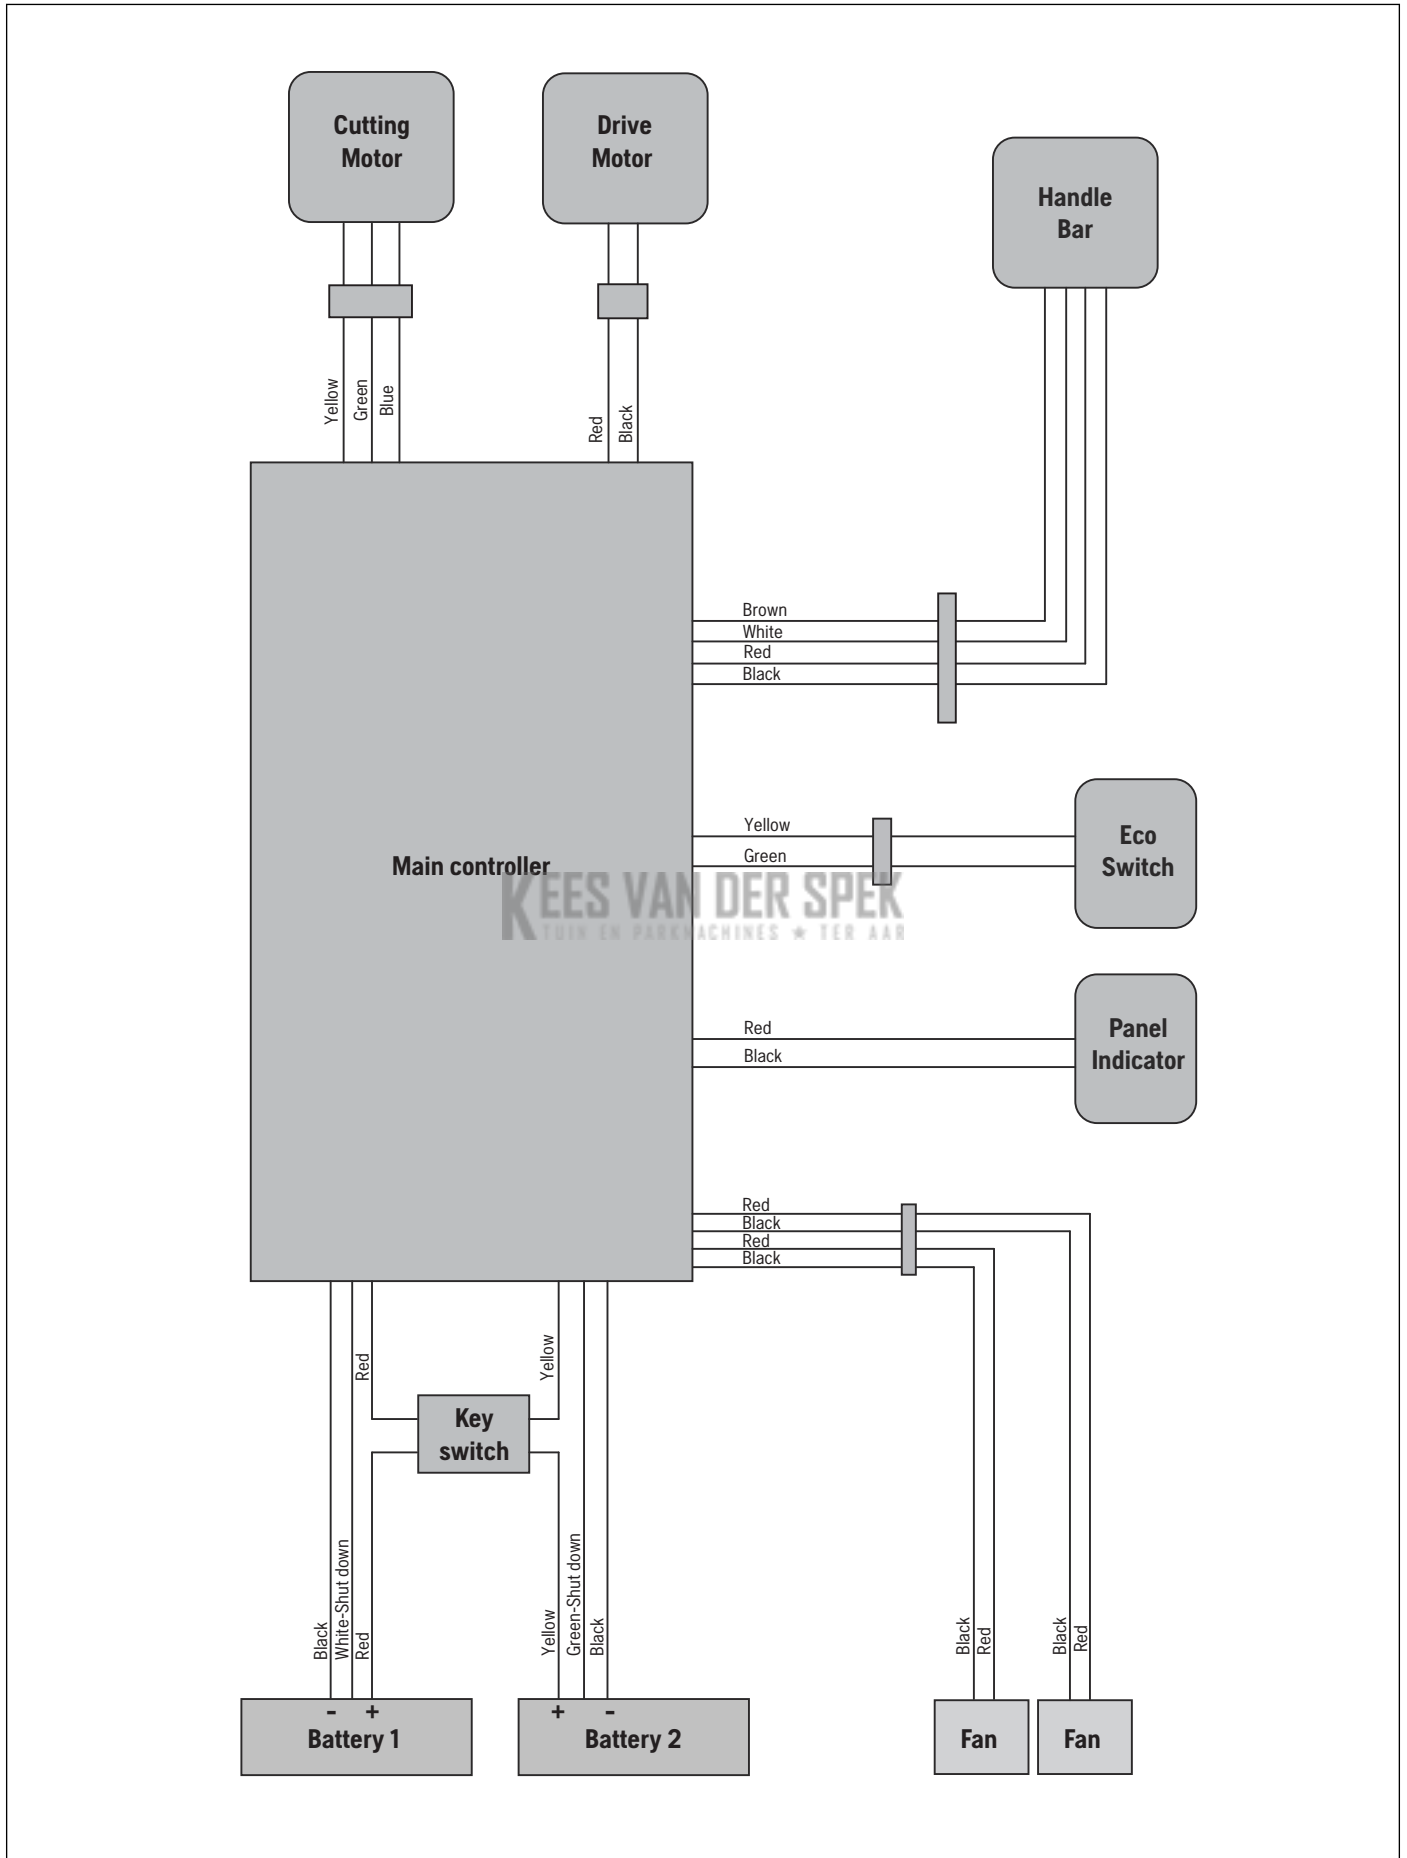 Cutting
Motor
Drive
Motor
Handle
Bar
Yellow
Green
Blue
Red
Black
Brown
White
Red
Black
Yellow
Green
Eco
Switch
Main controller
KEES VAN DER SPEK
TUIN EN PARKMACHINES ★ TER AAR
Red
Black
Panel
Indicator
Red
Black
Red
Black
Red
Yellow
Key
switch
Black
White-Shut down
Red
Yellow
Green-Shut down
Black
Black
Red
Black
Red
- +
Battery 1
+ -
Battery 2
Fan
Fan